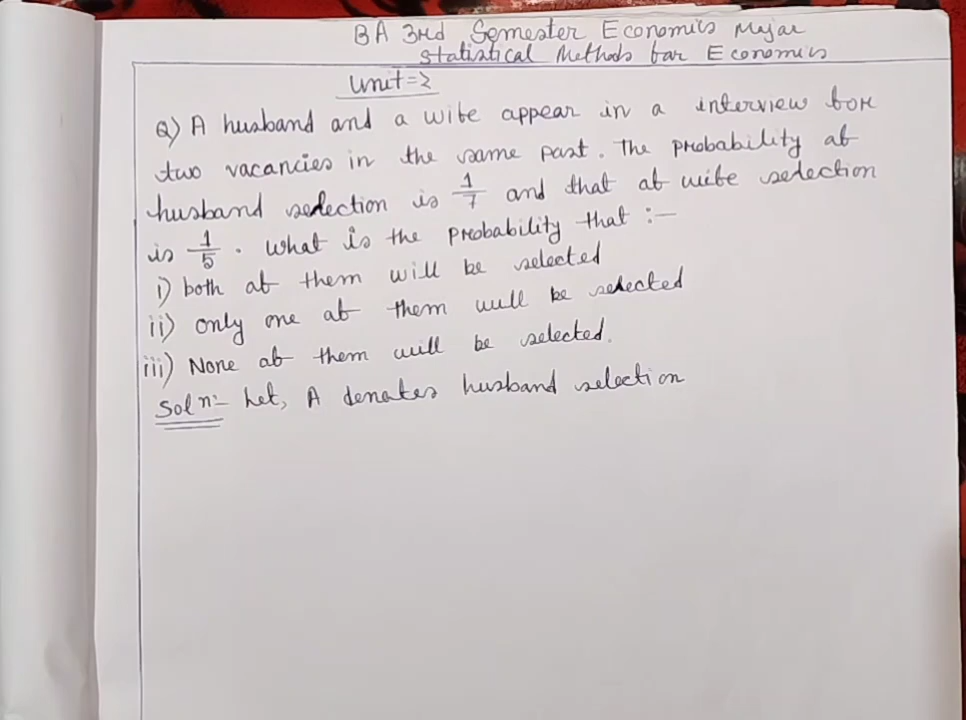 BA 3rd Semester Economics Major
Statistical Methods for Economics
Unit=2
Q) A husband and a wife appear in a interview for
two vacancies in the same post. The probability of
husband selection is 1/7 and that of wife selection
is 1/5. What is the probability that :-
i) both of them will be selected
ii) only one of them will be selected
iii) None of them will be selected.
Sol n:- Let, A denotes husband selection